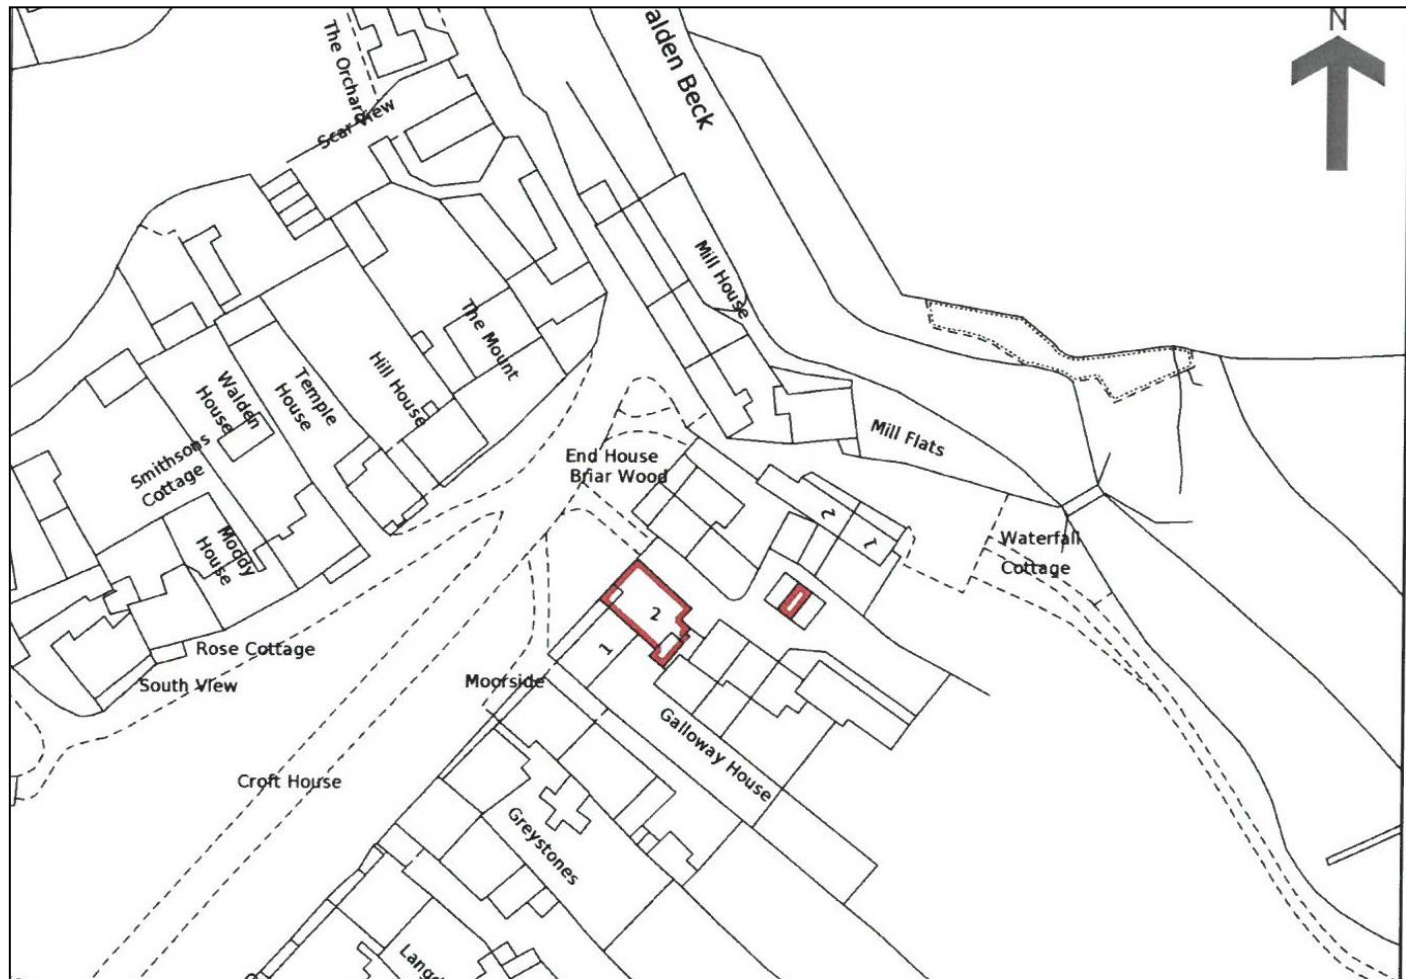 N
alden Beck
The Orchard
Scar View
Mill House
The Mount
Hill House
Temple
House
Walden
House
Smithsons
Cottage
Moddy
House
End House
Briar Wood
Mill Flats
2
1
Waterfall
Cottage
2
1
Rose Cottage
South View
Moorside
Galloway House
Croft House
Greystones